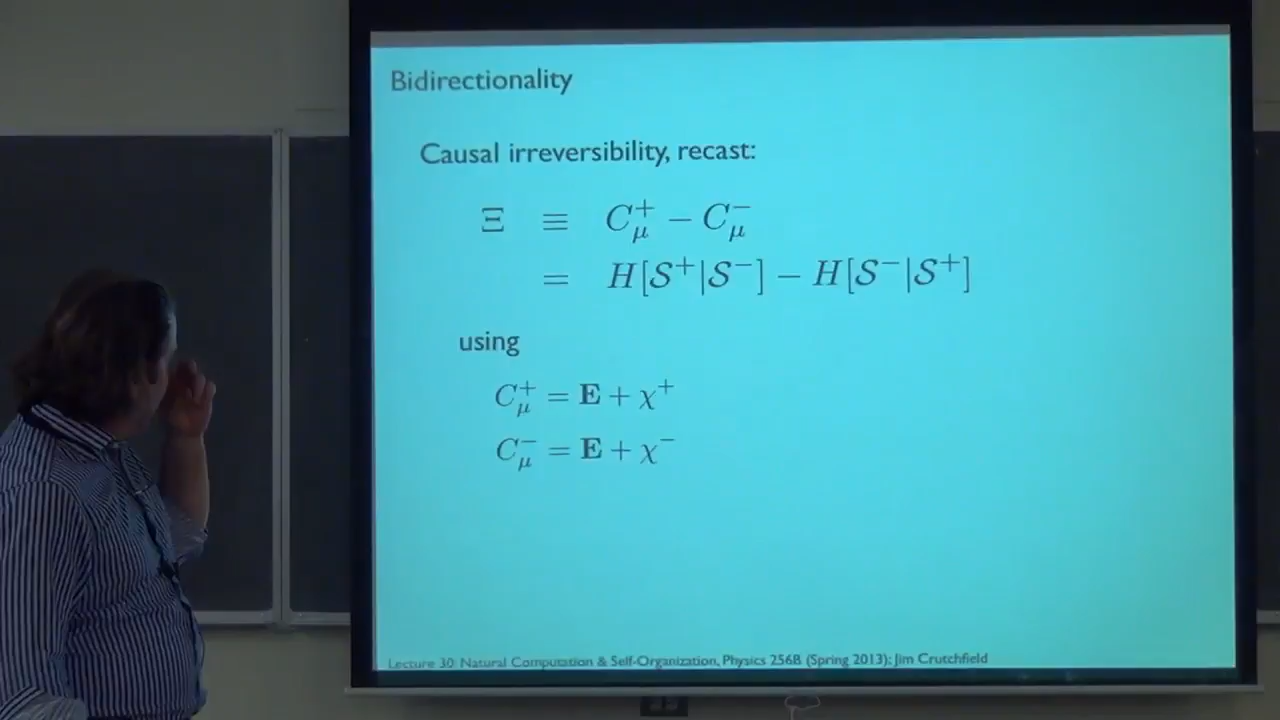 Bidirectionality
Causal irreversibility, recast:
Ξ ≡ C_μ^+ − C_μ^−
= H[𝒮^+|𝒮^−] − H[𝒮^−|𝒮^+]
using
C_μ^+ = E + χ^+
C_μ^− = E + χ^−
Lecture 30: Natural Computation & Self-Organization, Physics 256B (Spring 2013); Jim Crutchfield